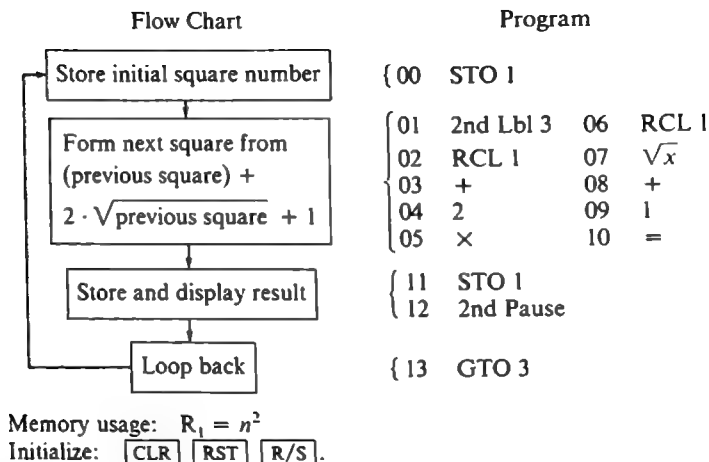 Flow Chart
Program
Store initial square number
{ 00 STO 1
Form next square from
(previous square) +
2 · √previous square + 1
01 2nd Lbl 3 06 RCL 1
02 RCL 1 07 √x
03 + 08 +
04 2 09 1
05 × 10 =
Store and display result
11 STO 1
12 2nd Pause
Loop back
{ 13 GTO 3
Memory usage: R₁ = n²
Initialize: CLR RST R/S .